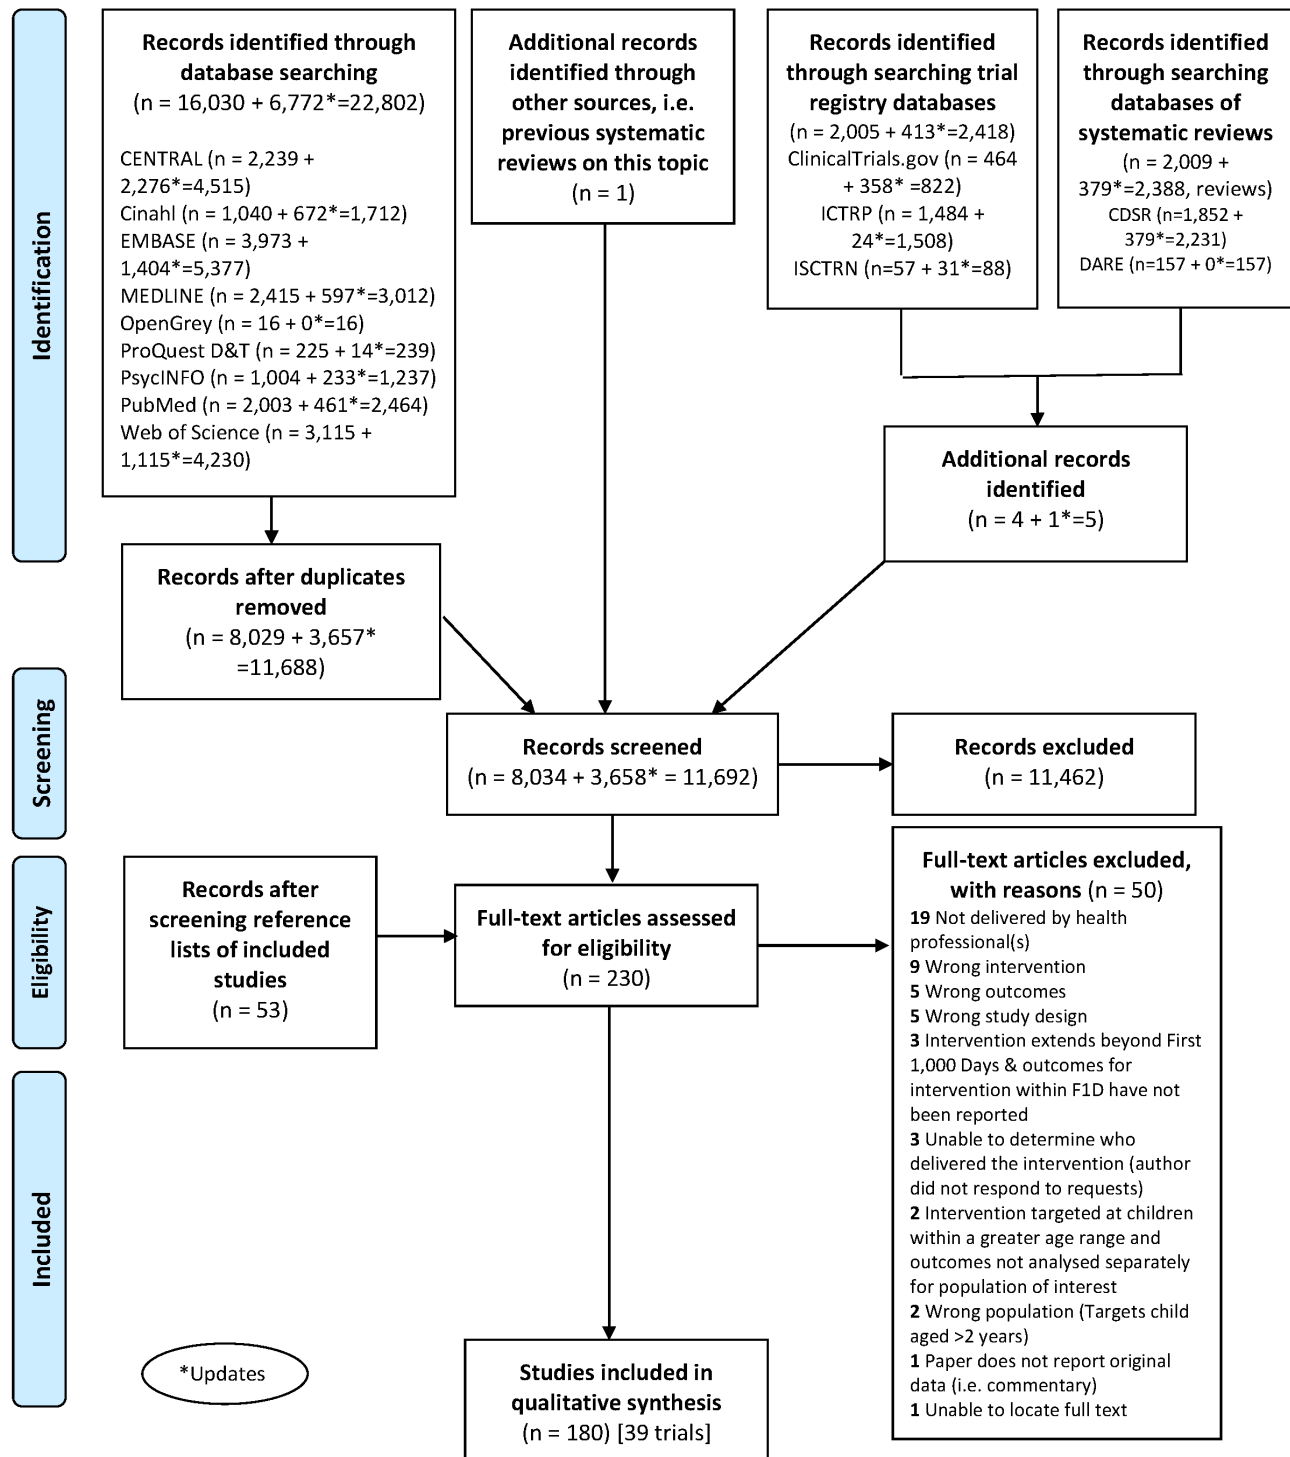 Identification
Records identified through
database searching
(n = 16,030 + 6,772*=22,802)
CENTRAL (n = 2,239 +
2,276*=4,515)
Cinahl (n = 1,040 + 672*=1,712)
EMBASE (n = 3,973 +
1,404*=5,377)
MEDLINE (n = 2,415 + 597*=3,012)
OpenGrey (n = 16 + 0*=16)
ProQuest D&T (n = 225 + 14*=239)
PsycINFO (n = 1,004 + 233*=1,237)
PubMed (n = 2,003 + 461*=2,464)
Web of Science (n = 3,115 +
1,115*=4,230)
Additional records
identified through
other sources, i.e.
previous systematic
reviews on this topic
(n = 1)
Records identified
through searching trial
registry databases
(n = 2,005 + 413*=2,418)
ClinicalTrials.gov (n = 464
+ 358* =822)
ICTRP (n = 1,484 +
24*=1,508)
ISCTRN (n=57 + 31*=88)
Records identified
through searching
databases of
systematic reviews
(n = 2,009 +
379*=2,388, reviews)
CDSR (n=1,852 +
379*=2,231)
DARE (n=157 + 0*=157)
Additional records
identified
(n = 4 + 1*=5)
Records after duplicates
removed
(n = 8,029 + 3,657*
=11,688)
Screening
Records screened
(n = 8,034 + 3,658* = 11,692)
Records excluded
(n = 11,462)
Eligibility
Records after
screening reference
lists of included
studies
(n = 53)
Full-text articles assessed
for eligibility
(n = 230)
Full-text articles excluded,
with reasons (n = 50)
19 Not delivered by health
professional(s)
9 Wrong intervention
5 Wrong outcomes
5 Wrong study design
3 Intervention extends beyond First
1,000 Days & outcomes for
intervention within F1D have not
been reported
3 Unable to determine who
delivered the intervention (author
did not respond to requests)
2 Intervention targeted at children
within a greater age range and
outcomes not analysed separately
for population of interest
2 Wrong population (Targets child
aged >2 years)
1 Paper does not report original
data (i.e. commentary)
1 Unable to locate full text
Included
*Updates
Studies included in
qualitative synthesis
(n = 180) [39 trials]